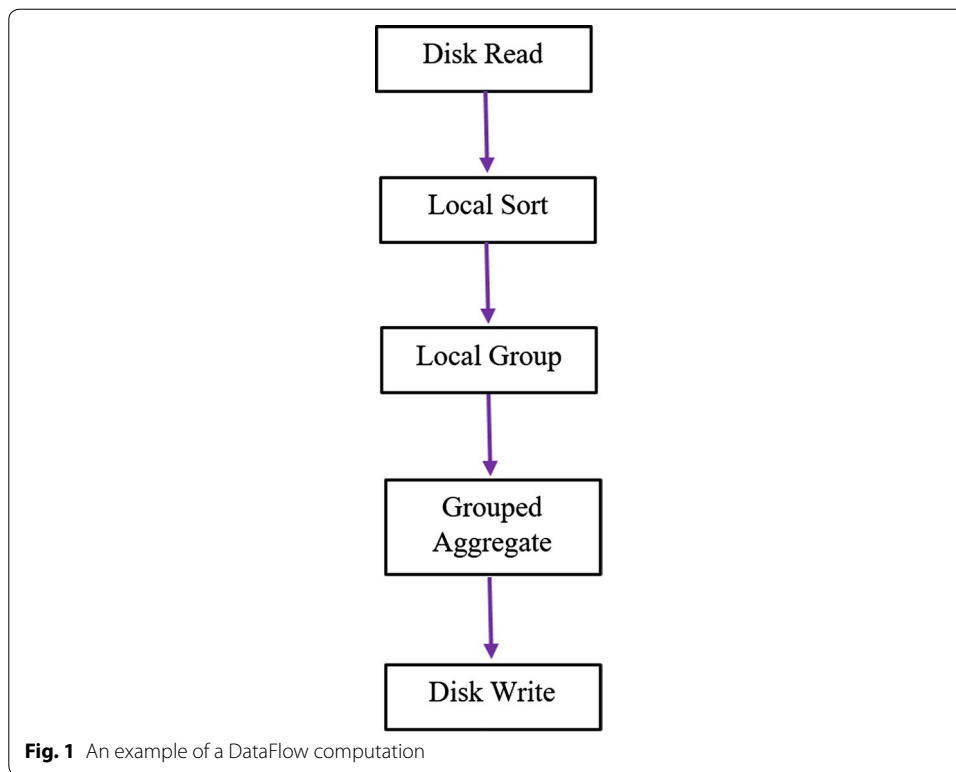 Disk Read
Local Sort
Local Group
Grouped
Aggregate
Disk Write
Fig. 1 An example of a DataFlow computation